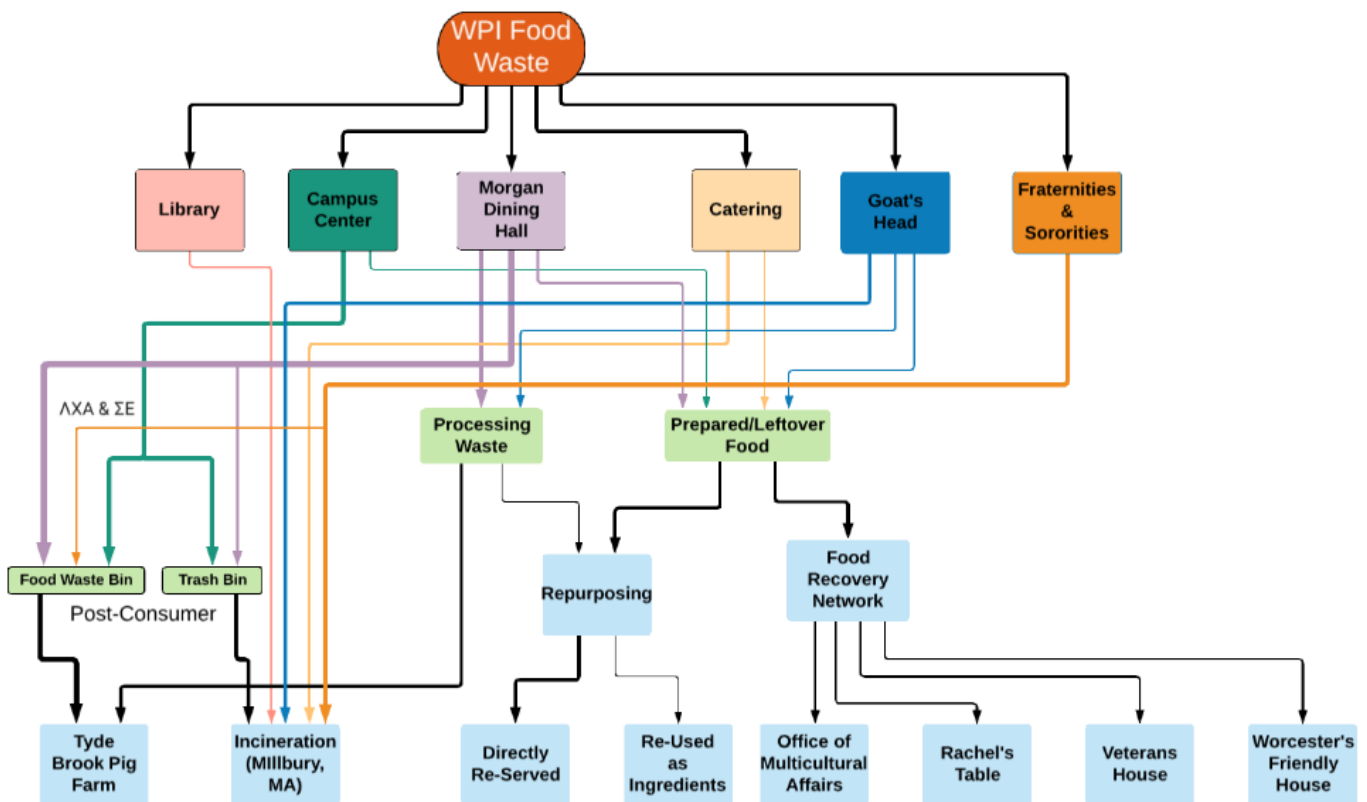 WPI Food
Waste
Library
Campus
Center
Morgan
Dining
Hall
Catering
Goat's
Head
Fraternities
&
Sororities
ΛΧΑ & ΣΕ
Processing
Waste
Prepared/Leftover
Food
Food Waste Bin
Trash Bin
Post-Consumer
Repurposing
Food
Recovery
Network
Tyde
Brook Pig
Farm
Incineration
(MIllbury,
MA)
Directly
Re-Served
Re-Used
as
Ingredients
Office of
Multicultural
Affairs
Rachel's
Table
Veterans
House
Worcester's
Friendly
House